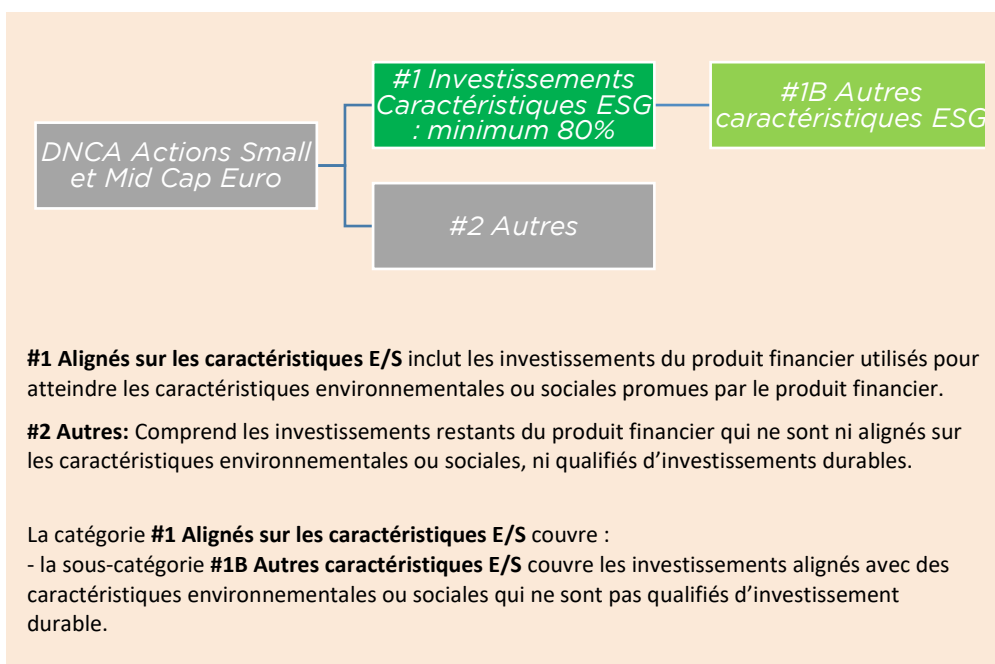 DNCA Actions Small
et Mid Cap Euro
#1 Investissements
Caractéristiques ESG
: minimum 80%
#1B Autres
caractéristiques ESG
#2 Autres
#1 Alignés sur les caractéristiques E/S inclut les investissements du produit financier utilisés pour
atteindre les caractéristiques environnementales ou sociales promues par le produit financier.
#2 Autres: Comprend les investissements restants du produit financier qui ne sont ni alignés sur
les caractéristiques environnementales ou sociales, ni qualifiés d’investissements durables.
La catégorie #1 Alignés sur les caractéristiques E/S couvre :
- la sous-catégorie #1B Autres caractéristiques E/S couvre les investissements alignés avec des
caractéristiques environnementales ou sociales qui ne sont pas qualifiés d’investissement
durable.